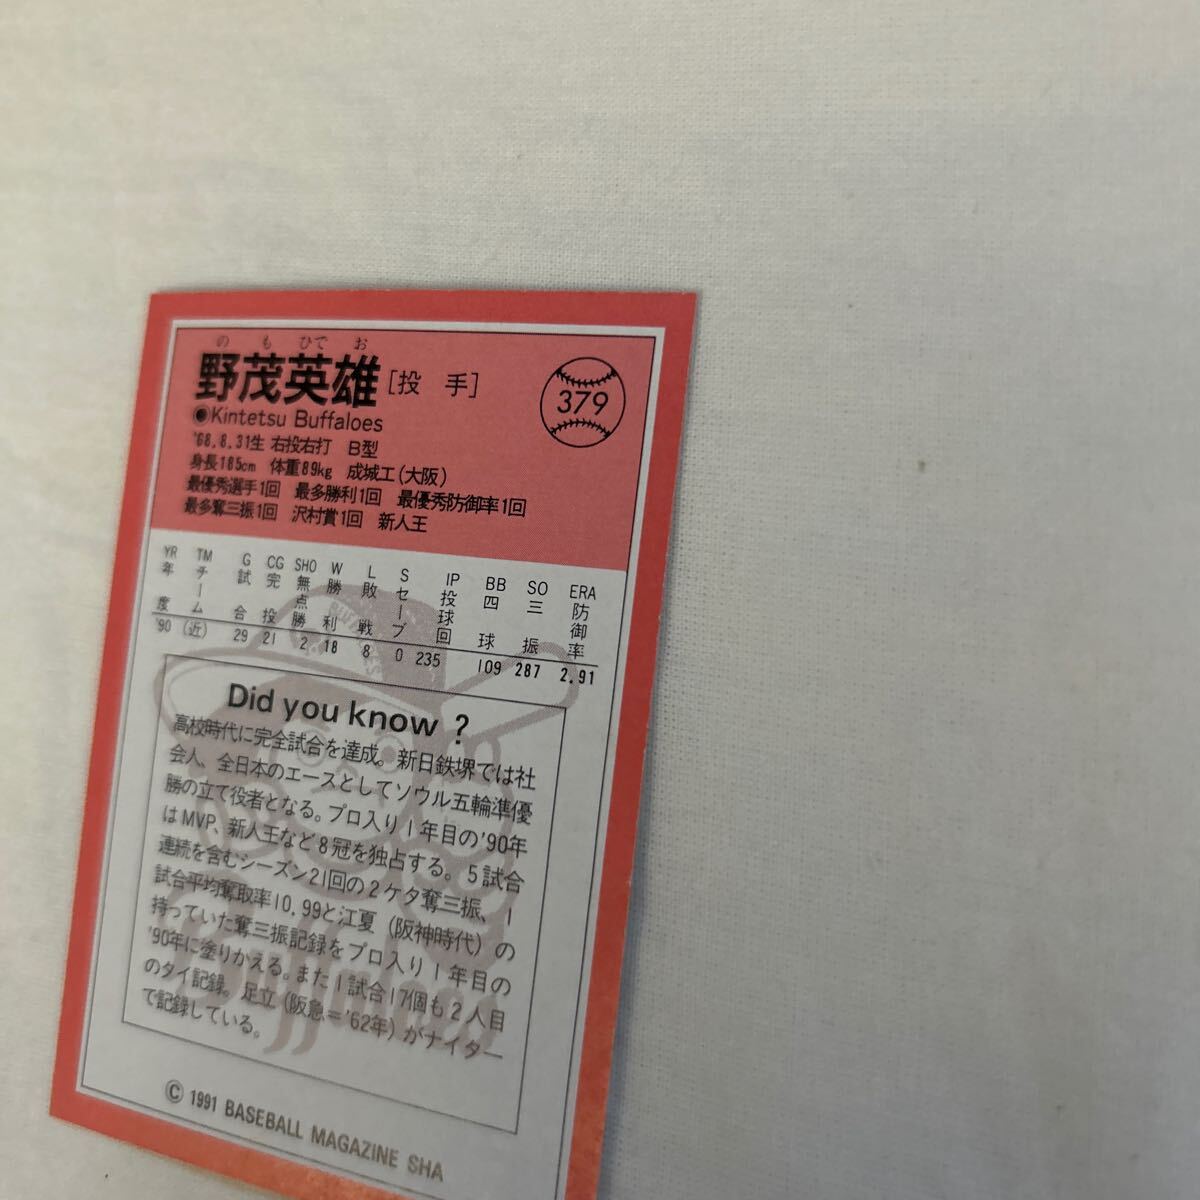 の も ひで お
野茂英雄 [投 手]
379
●Kintetsu Buffaloes
'68.8.31生 右投右打 B型
身長185cm 体重89kg 成城工(大阪)
最優秀選手1回 最多勝利1回 最優秀防御率1回
最多奪三振1回 沢村賞1回 新人王
YR TM G CG SHO W L S IP BB SO ERA
年度 チーム 試合 完投 無点勝 勝利 敗戦 セーブ 投球回 四球 三振 防御率
'90 (近) 29 21 2 18 8 0 235 109 287 2.91
Did you know ?
高校時代に完全試合を達成。新日鉄堺では社
会人、全日本のエースとしてソウル五輪準優
勝の立て役者となる。プロ入り1年目の'90年
はMVP、新人王など8冠を独占する。5試合
連続を含むシーズン21回の2ケタ奪三振、1
試合平均奪取率10.99と江夏（阪神時代）の
持っていた奪三振記録をプロ入り1年目の
'90年に塗りかえる。また1試合17個も2人目
のタイ記録。足立（阪急='62年）がナイター
で記録している。
Buffaloes
© 1991 BASEBALL MAGAZINE SHA